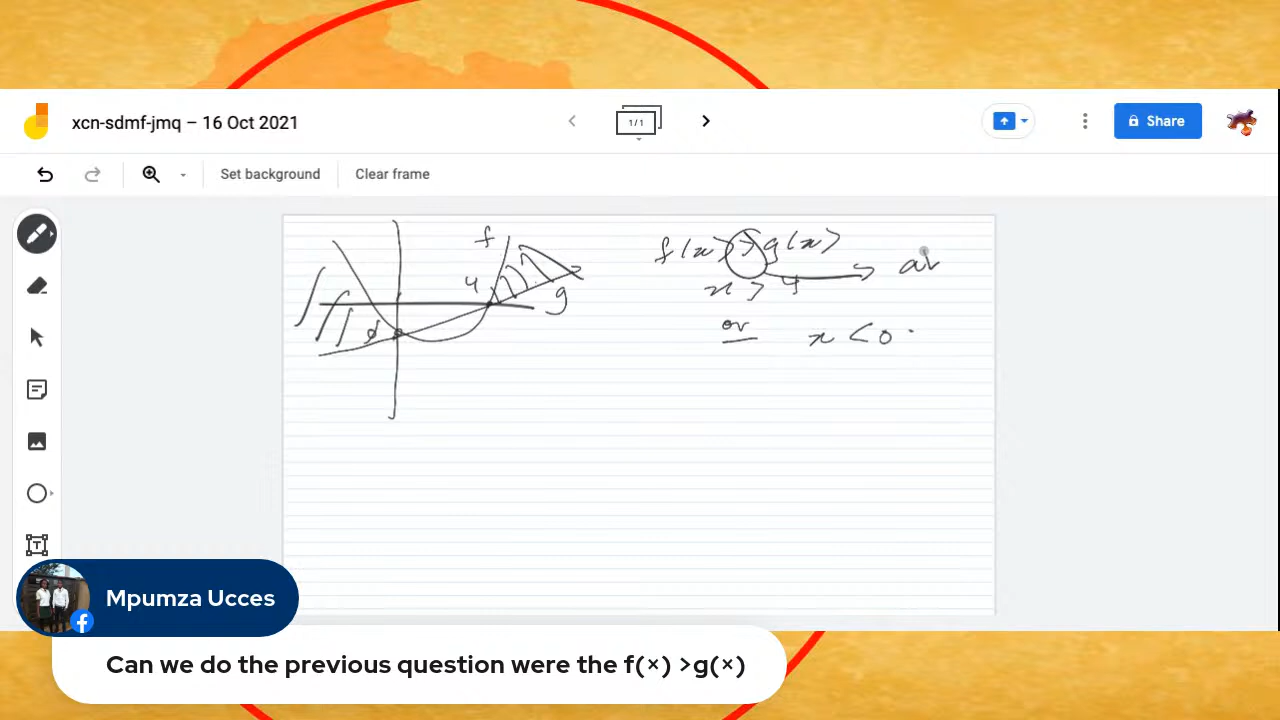 xcn-sdmf-jmq – 16 Oct 2021
1/1
Share
Set background
Clear frame
f
4
g
f(x) > g(x)
x > 4
or x < 0
T
Mpumza Ucces
Can we do the previous question were the f(×) >g(×)